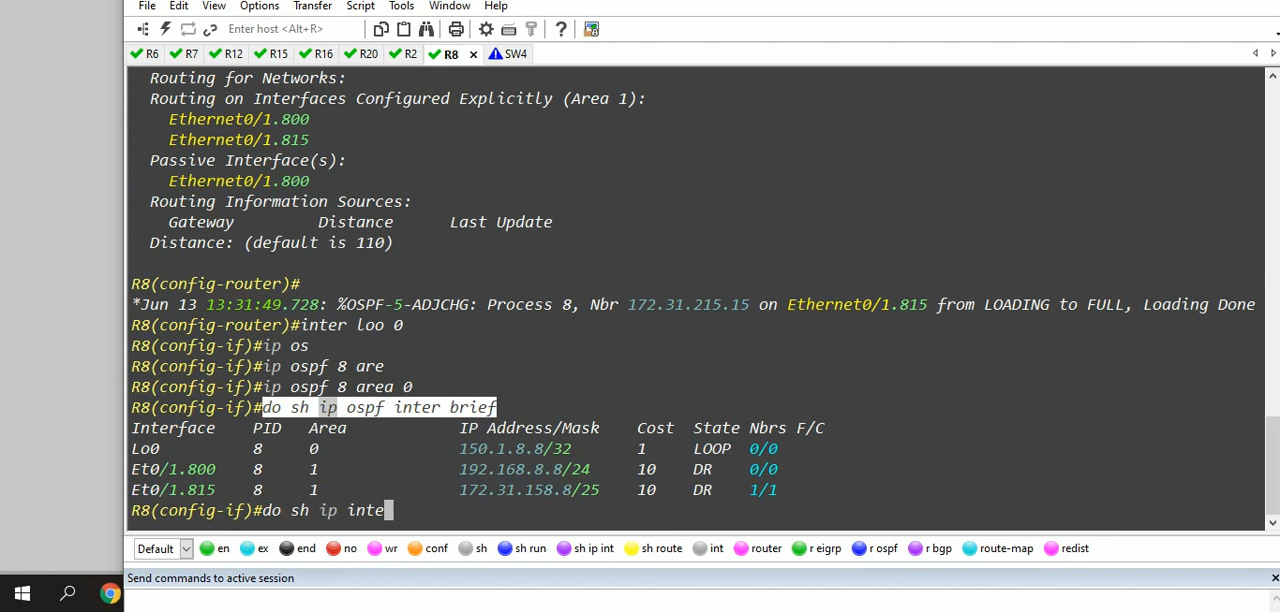 File Edit View Options Transfer Script Tools Window Help
Enter host <Alt+R>
R6 R7 R12 R15 R16 R20 R2 R8 × SW4
Routing for Networks:
Routing on Interfaces Configured Explicitly (Area 1):
Ethernet0/1.800
Ethernet0/1.815
Passive Interface(s):
Ethernet0/1.800
Routing Information Sources:
Gateway Distance Last Update
Distance: (default is 110)
R8(config-router)#
*Jun 13 13:31:49.728: %OSPF-5-ADJCHG: Process 8, Nbr 172.31.215.15 on Ethernet0/1.815 from LOADING to FULL, Loading Done
R8(config-router)#inter loo 0
R8(config-if)#ip os
R8(config-if)#ip ospf 8 are
R8(config-if)#ip ospf 8 area 0
R8(config-if)#do sh ip ospf inter brief
Interface PID Area IP Address/Mask Cost State Nbrs F/C
Lo0 8 0 150.1.8.8/32 1 LOOP 0/0
Et0/1.800 8 1 192.168.8.8/24 10 DR 0/0
Et0/1.815 8 1 172.31.158.8/25 10 DR 1/1
R8(config-if)#do sh ip inte
Default en ex end no wr conf sh sh run sh ip int sh route int router r eigrp r ospf r bgp route-map redist
Send commands to active session ×